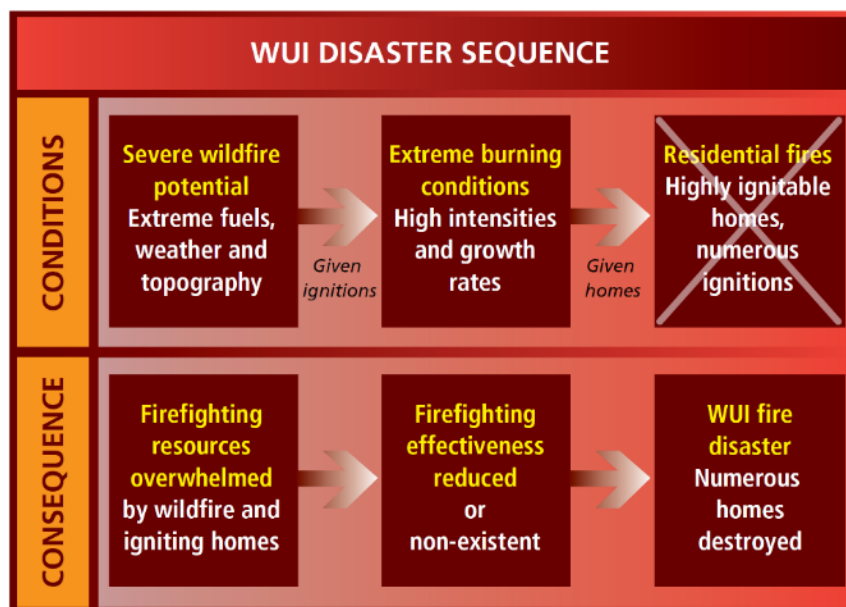 WUI DISASTER SEQUENCE
CONDITIONS
Severe wildfire
potential
Extreme fuels,
weather and
topography
Given
ignitions
Extreme burning
conditions
High intensities
and growth
rates
Given
homes
Residential fires
Highly ignitable
homes,
numerous
ignitions
CONSEQUENCE
Firefighting
resources
overwhelmed
by wildfire and
igniting homes
Firefighting
effectiveness
reduced
or
non-existent
WUI fire
disaster
Numerous
homes
destroyed